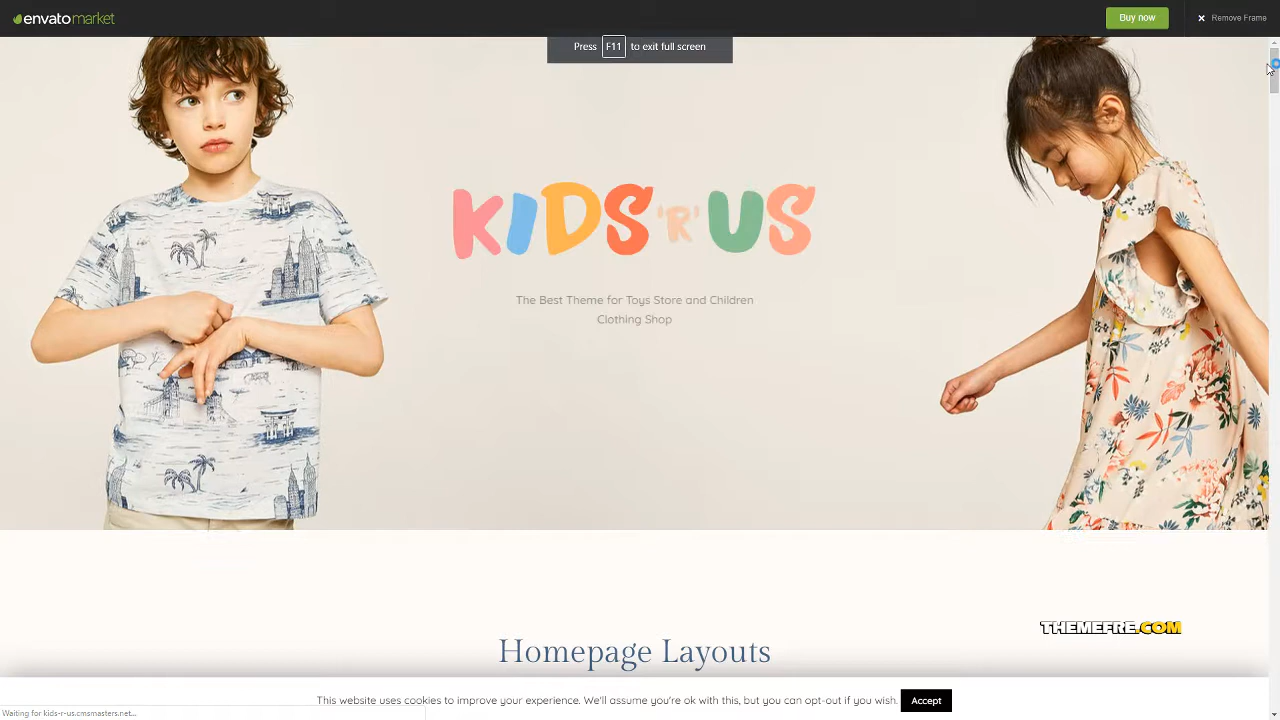 envatomarket
Buy now
× Remove Frame
Press F11 to exit full screen
KIDS 'R' US
The Best Theme for Toys Store and Children
Clothing Shop
THEMEFRE.COM
Homepage Layouts
This website uses cookies to improve your experience. We'll assume you're ok with this, but you can opt-out if you wish. Accept
Waiting for kids-r-us.cmsmasters.net...